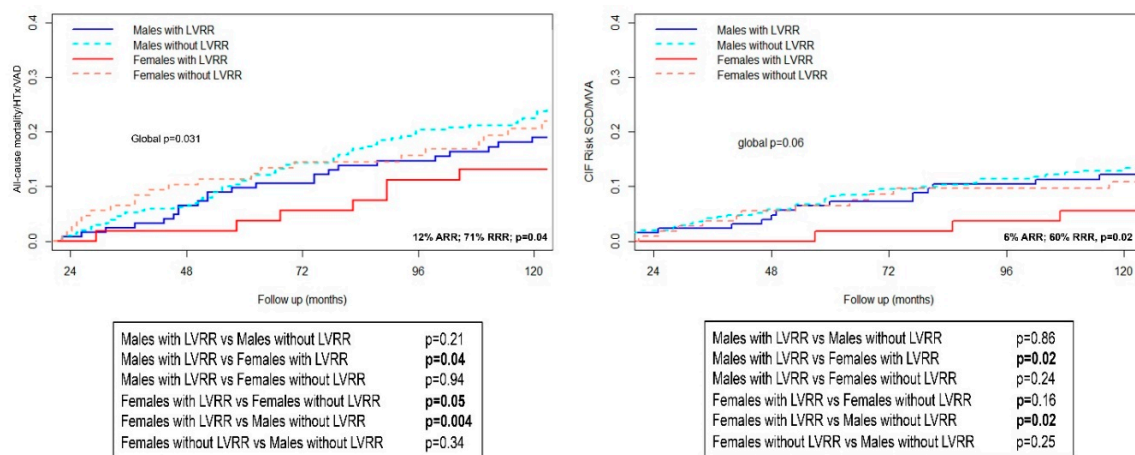 Males with LVRR
Males without LVRR
Females with LVRR
Females without LVRR
Global p=0.031
12% ARR; 71% RRR; p=0.04
All-cause mortality/HTx/VAD
0.0
0.1
0.2
0.3
0.4
24
48
72
96
120
Follow up (months)
Males with LVRR vs Males without LVRR p=0.21
Males with LVRR vs Females with LVRR p=0.04
Males with LVRR vs Females without LVRR p=0.94
Females with LVRR vs Females without LVRR p=0.05
Females with LVRR vs Males without LVRR p=0.004
Females without LVRR vs Males without LVRR p=0.34
Males with LVRR
Males without LVRR
Females with LVRR
Females without LVRR
global p=0.06
6% ARR; 60% RRR, p=0.02
CIF Risk SCD/MVA
0.0
0.1
0.2
0.3
0.4
24
48
72
96
120
Follow up (months)
Males with LVRR vs Males without LVRR p=0.86
Males with LVRR vs Females with LVRR p=0.02
Males with LVRR vs Females without LVRR p=0.24
Females with LVRR vs Females without LVRR p=0.16
Females with LVRR vs Males without LVRR p=0.02
Females without LVRR vs Males without LVRR p=0.25